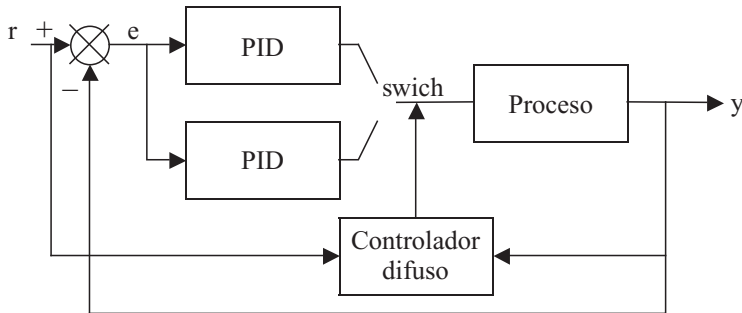 PID
r + e
−
swich
Proceso
y
PID
Controlador
difuso